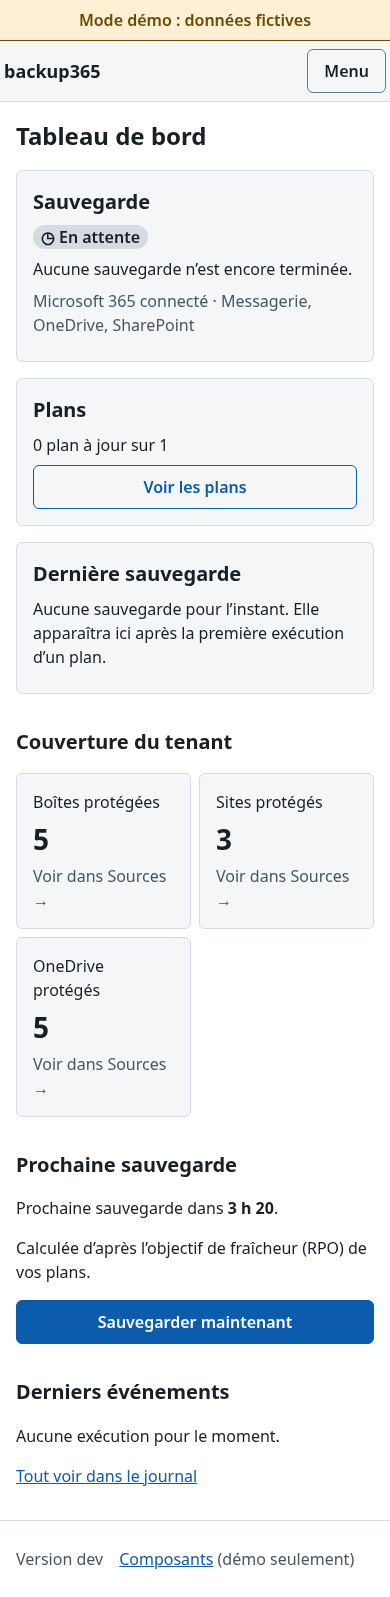 Mode démo : données fictives
backup365
Menu
Tableau de bord
Sauvegarde
◷ En attente
Aucune sauvegarde n’est encore terminée.
Microsoft 365 connecté · Messagerie,
OneDrive, SharePoint
Plans
0 plan à jour sur 1
Voir les plans
Dernière sauvegarde
Aucune sauvegarde pour l’instant. Elle
apparaîtra ici après la première exécution
d’un plan.
Couverture du tenant
Boîtes protégées
5
Voir dans Sources
→
Sites protégés
3
Voir dans Sources
→
OneDrive
protégés
5
Voir dans Sources
→
Prochaine sauvegarde
Prochaine sauvegarde dans 3 h 20.
Calculée d’après l’objectif de fraîcheur (RPO) de
vos plans.
Sauvegarder maintenant
Derniers événements
Aucune exécution pour le moment.
Tout voir dans le journal
Version dev Composants (démo seulement)